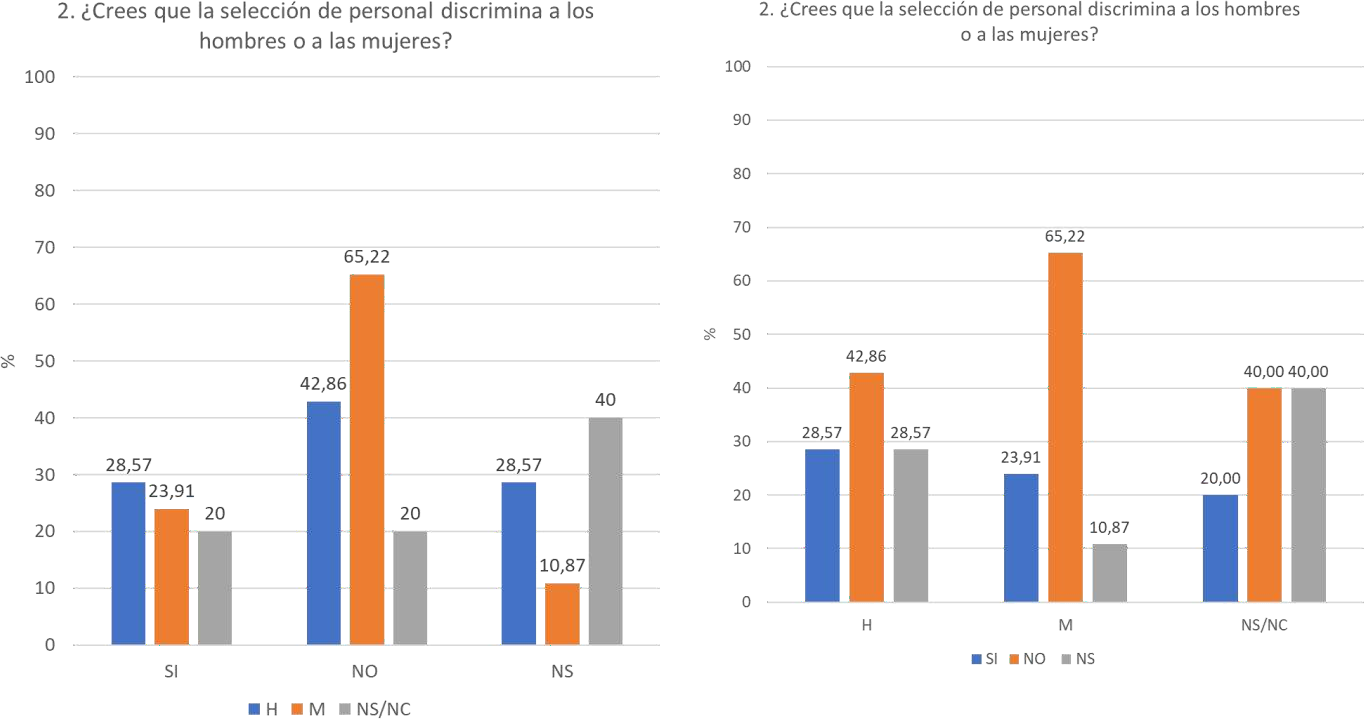 2. ¿Crees que la selección de personal discrimina a los
hombres o a las mujeres?
100
90
80
70
60
50
40
30
20
10
0
%
28,57
23,91
20
42,86
65,22
20
28,57
10,87
40
SI
NO
NS
H
M
NS/NC
2. ¿Crees que la selección de personal discrimina a los hombres
o a las mujeres?
100
90
80
70
60
50
40
30
20
10
0
%
28,57
42,86
28,57
23,91
65,22
10,87
20,00
40,00
40,00
H
M
NS/NC
SI
NO
NS